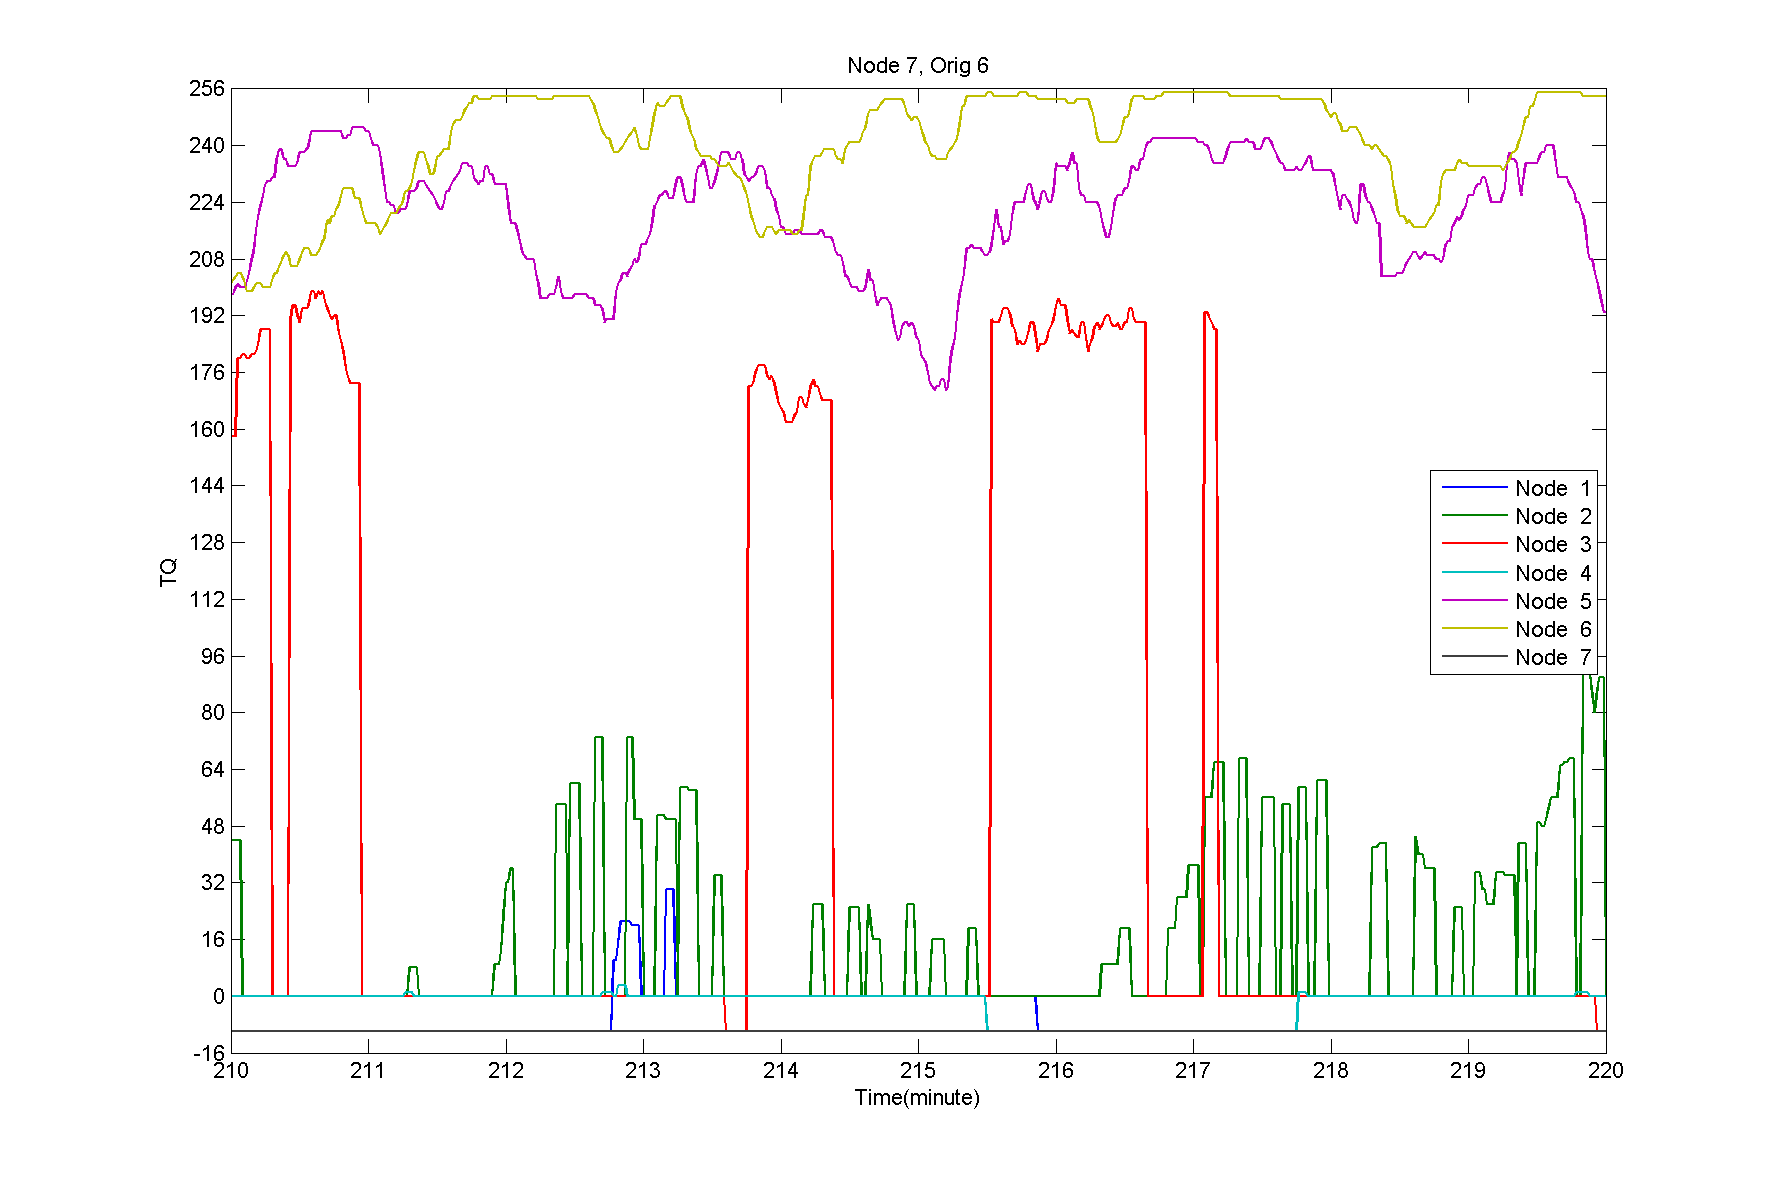 Node 7, Orig 6
256
240
224
208
192
176
160
144
128
112
96
80
64
48
32
16
0
-16
TQ
Node 1
Node 2
Node 3
Node 4
Node 5
Node 6
Node 7
210 211 212 213 214 215 216 217 218 219 220
Time(minute)